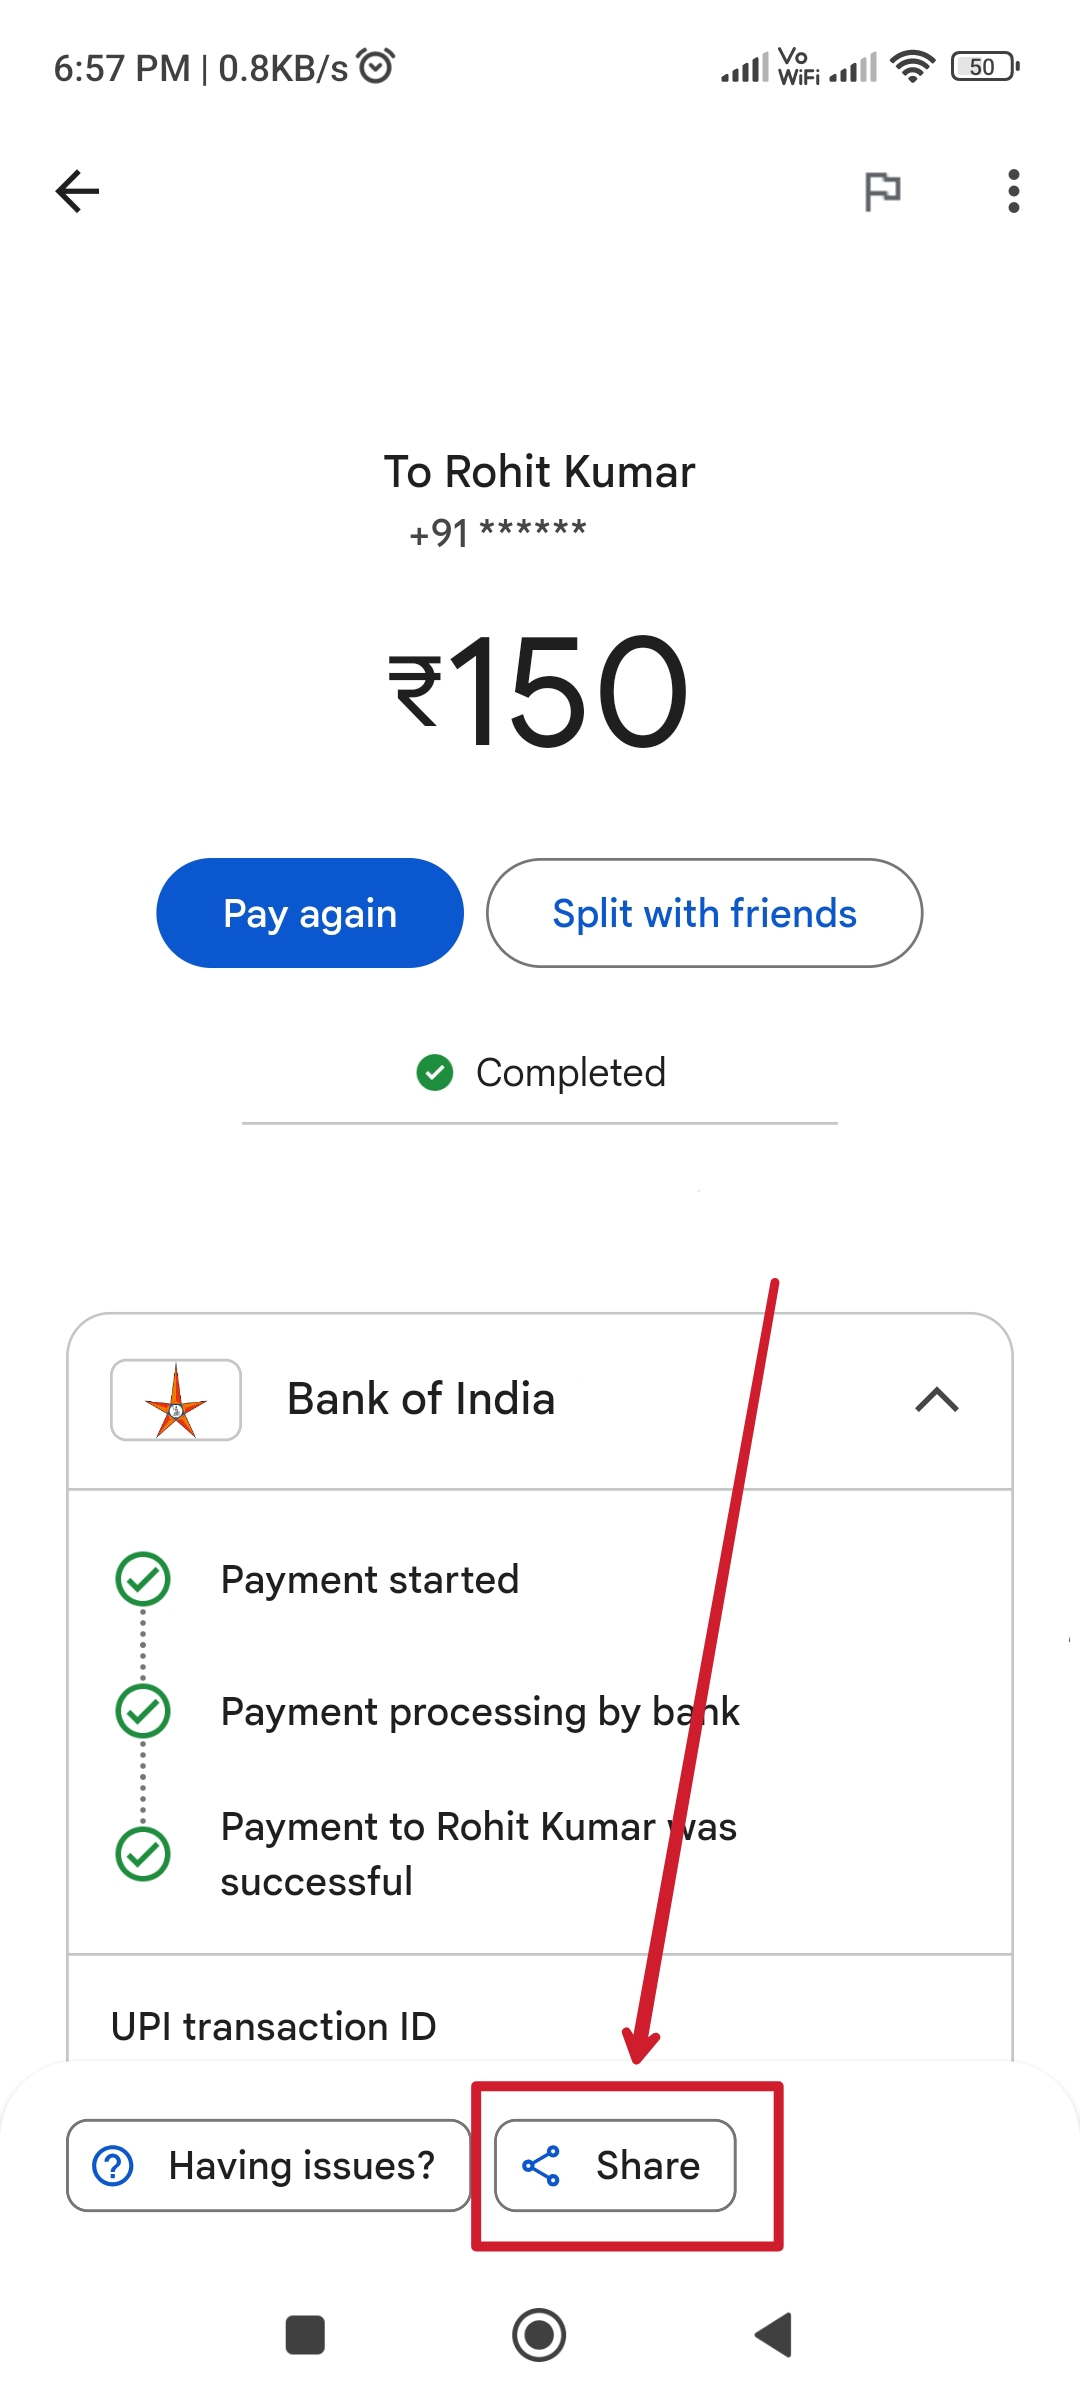 6:57 PM | 0.8KB/s
Vo
WiFi
50
To Rohit Kumar
+91 ******
₹150
Pay again
Split with friends
Completed
Bank of India
Payment started
Payment processing by bank
Payment to Rohit Kumar was
successful
UPI transaction ID
Having issues?
Share